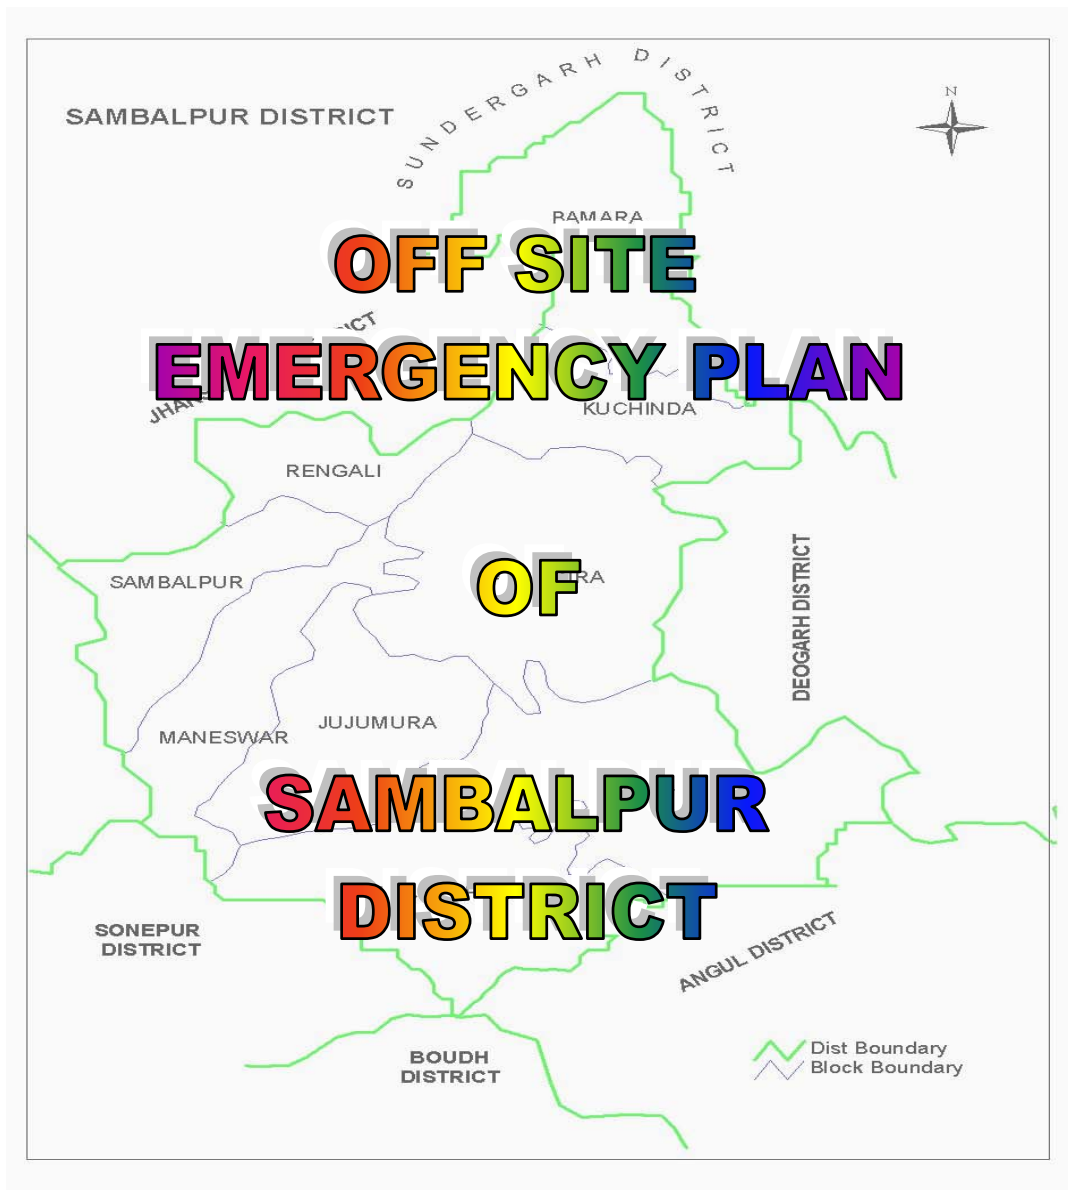 SUNDERGARH DISTRICT
SAMBALPUR DISTRICT
N
BAMARA
OFF SITE
EMERGENCY PLAN
KUCHINDA
RENGALI
SAMBALPUR
OF
DEOGARH DISTRICT
JUJUMURA
MANESWAR
SAMBALPUR
DISTRICT
SONEPUR
DISTRICT
ANGUL DISTRICT
BOUDH
DISTRICT
Dist Boundary
Block Boundary